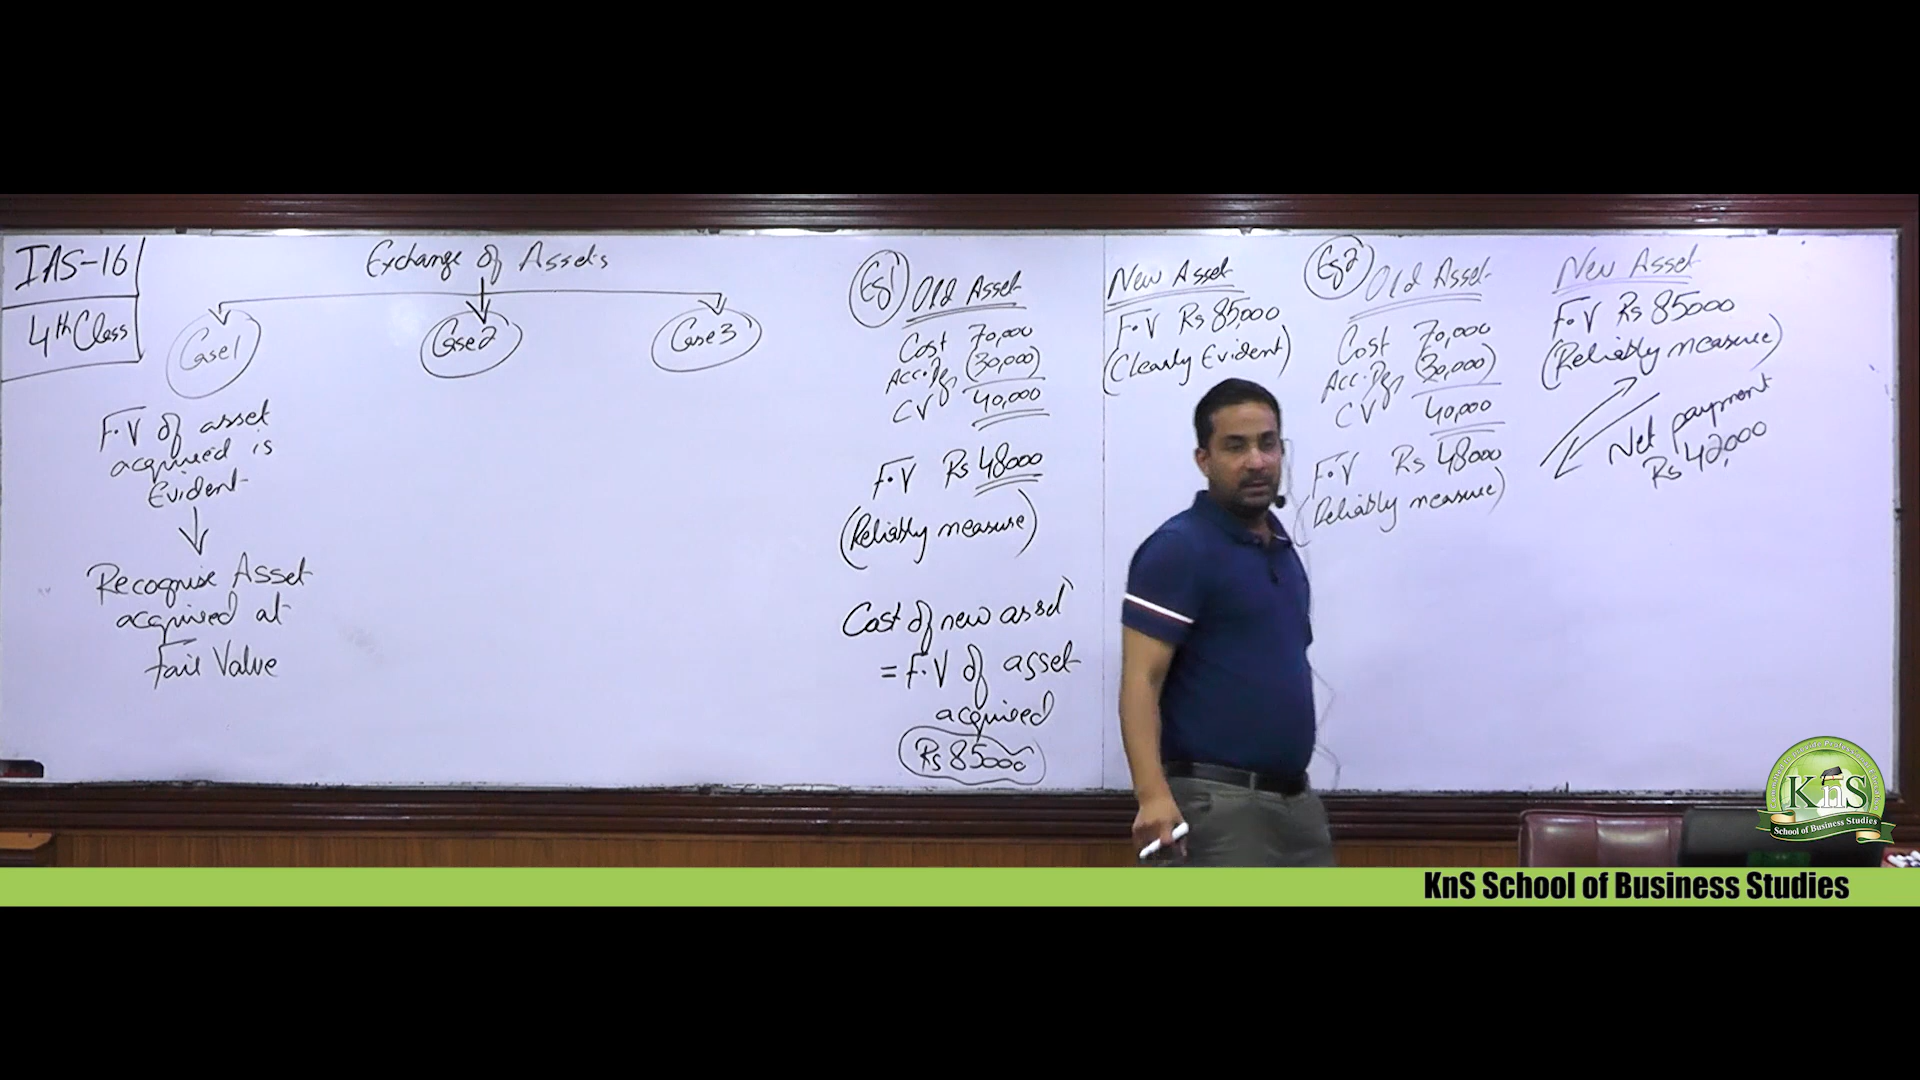 IAS-16
4th Class
Exchange of Assets
Case1
Case2
Case3
F.V of asset
acquired is
Evident
Recognise Asset
acquired at
Fair Value
Eg1
Old Asset
Cost 70,000
Acc.Dep (30,000)
CV 40,000
F.V Rs 48000
(Reliably measure)
Cost of new asset
= F.V of asset
acquired
Rs 85000
New Asset
F.V Rs 85,000
(Clearly Evident)
Eg2
Old Asset
Cost 70,000
Acc.Dep (30,000)
CV 40,000
F.V Rs 48000
(Reliably measure)
New Asset
F.V Rs 85000
(Reliably measure)
Net payment
Rs 42,000
KnS
School of Business Studies
KnS School of Business Studies